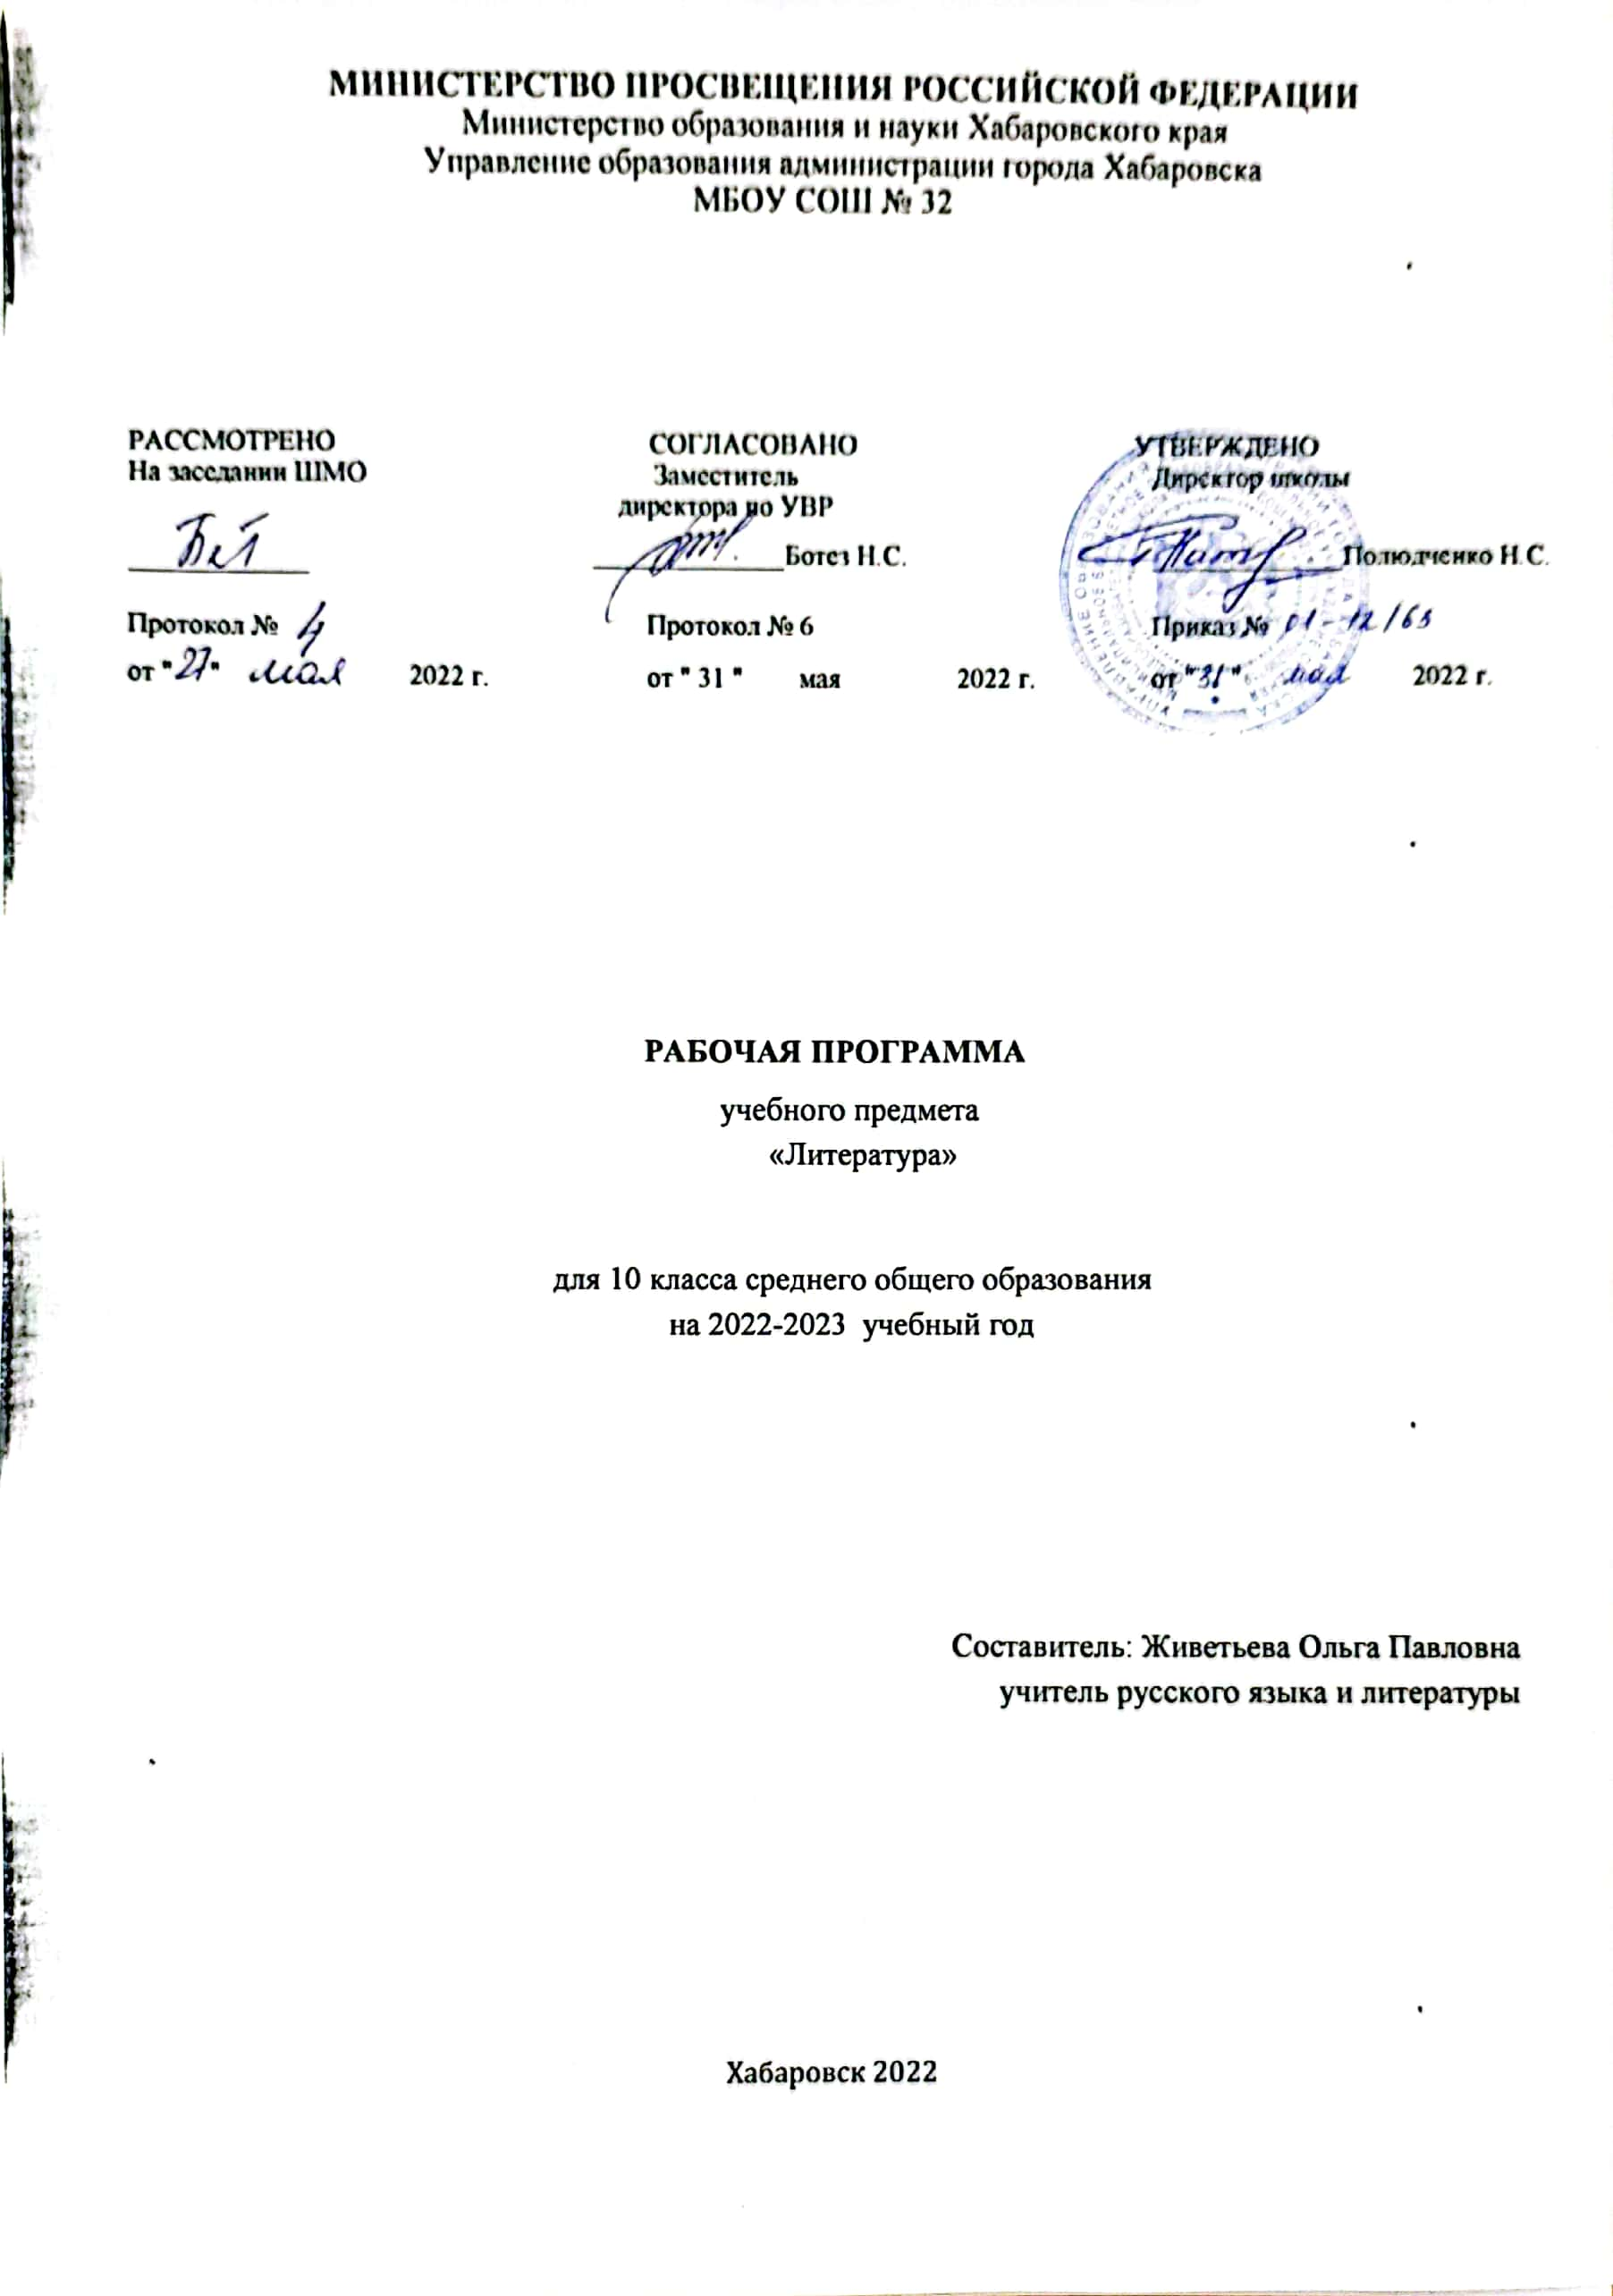 МИНИСТЕРСТВО ПРОСВЕЩЕНИЯ РОССИЙСКОЙ ФЕДЕРАЦИИ
Министерство образования и науки Хабаровского края
Управление образования администрации города Хабаровска
МБОУ СОШ № 32
РАССМОТРЕНО
На заседании ШМО
Протокол № 4
от "27" мая 2022 г.
СОГЛАСОВАНО
Заместитель
директора по УВР
Ботез Н.С.
Протокол № 6
от " 31 " мая 2022 г.
УТВЕРЖДЕНО
Директор школы
Полюдченко Н.С.
Приказ № 01-12/63
от "31" мая 2022 г.
РАБОЧАЯ ПРОГРАММА
учебного предмета
«Литература»
для 10 класса среднего общего образования
на 2022-2023 учебный год
Составитель: Живетьева Ольга Павловна
учитель русского языка и литературы
Хабаровск 2022